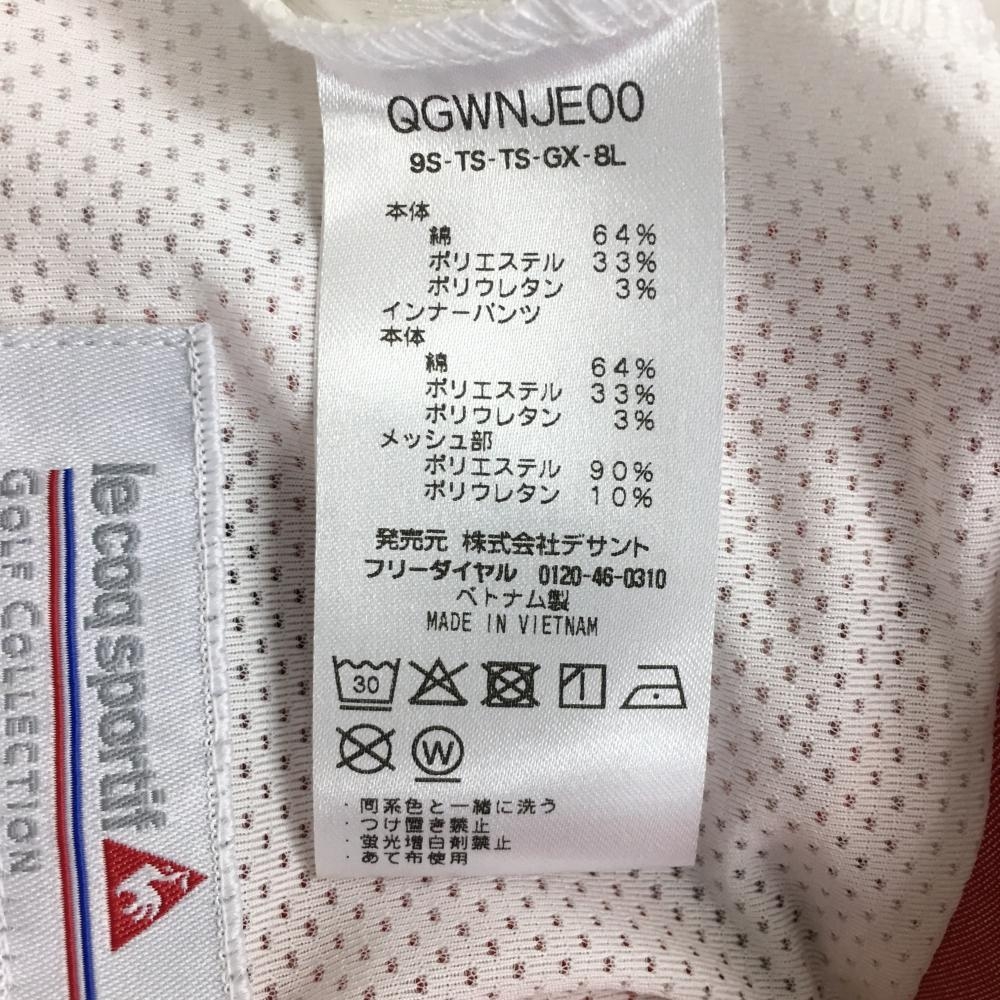 QGWNJE00
9S-TS-TS-GX-8L
本体
綿 64%
ポリエステル 33%
ポリウレタン 3%
インナーパンツ
本体
綿 64%
ポリエステル 33%
ポリウレタン 3%
メッシュ部
ポリエステル 90%
ポリウレタン 10%
発売元 株式会社デサント
フリーダイヤル 0120-46-0310
ベトナム製
MADE IN VIETNAM
30
W
・同系色と一緒に洗う
・つけ置き禁止
・蛍光増白剤禁止
・あて布使用
le coq sportif
GOLF COLLECTION